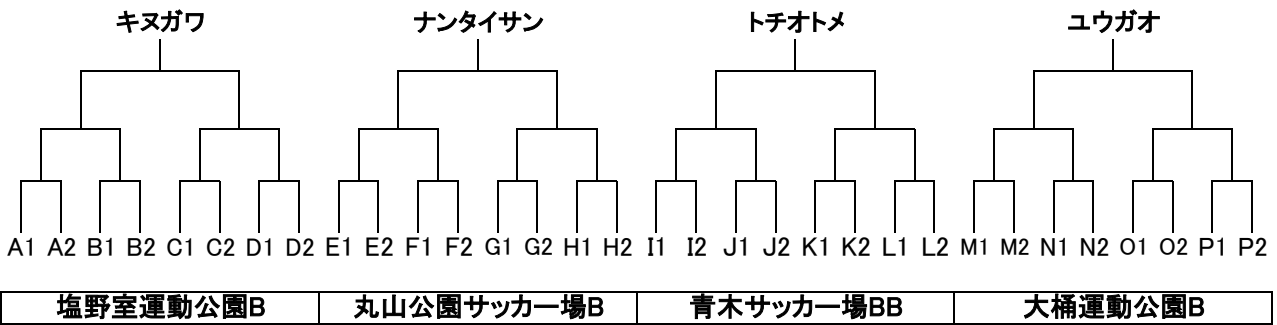 キヌガワ ナンタイサン トチオトメ ユウガオ
A1 A2 B1 B2 C1 C2 D1 D2 E1 E2 F1 F2 G1 G2 H1 H2 I1 I2 J1 J2 K1 K2 L1 L2 M1 M2 N1 N2 O1 O2 P1 P2
塩野室運動公園B 丸山公園サッカー場B 青木サッカー場BB 大桶運動公園B